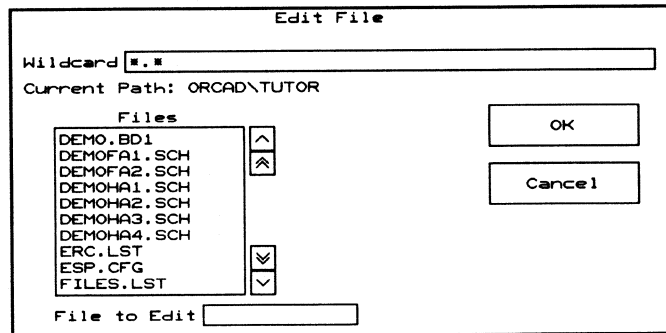 Edit File
Wildcard *.*
Current Path: ORCAD\TUTOR
Files
DEMO.BD1
DEMOFA1.SCH
DEMOFA2.SCH
DEMOHA1.SCH
DEMOHA2.SCH
DEMOHA3.SCH
DEMOHA4.SCH
ERC.LST
ESP.CFG
FILES.LST
OK
Cancel
File to Edit